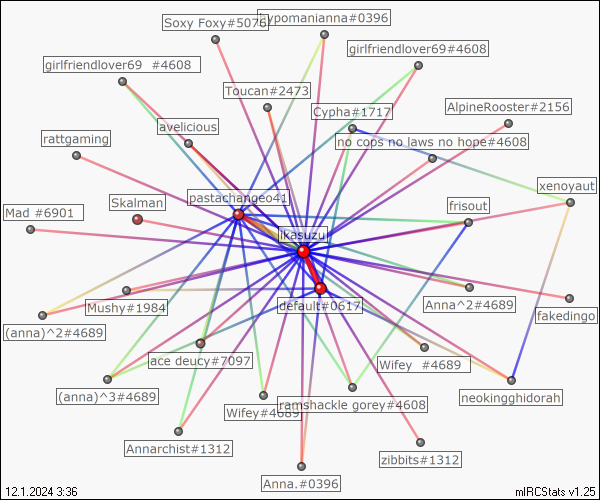 Soxy Foxy#5076
hypomanianna#0396
girlfriendlover69#4608
girlfriendlover69 #4608
Toucan#2473
AlpineRooster#2156
Cypha#1717
avelicious
no cops no laws no hope#4608
rattgaming
xenoyaut
pastachangeo41
Skalman
frisout
Mad #6901
ikasuzu
Mushy#1984
default#0617
Anna^2#4689
fakedingo
(anna)^2#4689
ace deucy#7097
Wifey #4689
(anna)^3#4689
Wifey#4689
ramshackle gorey#4608
neokingghidorah
Annarchist#1312
zibbits#1312
Anna.#0396
12.1.2024 3:36
mIRCStats v1.25